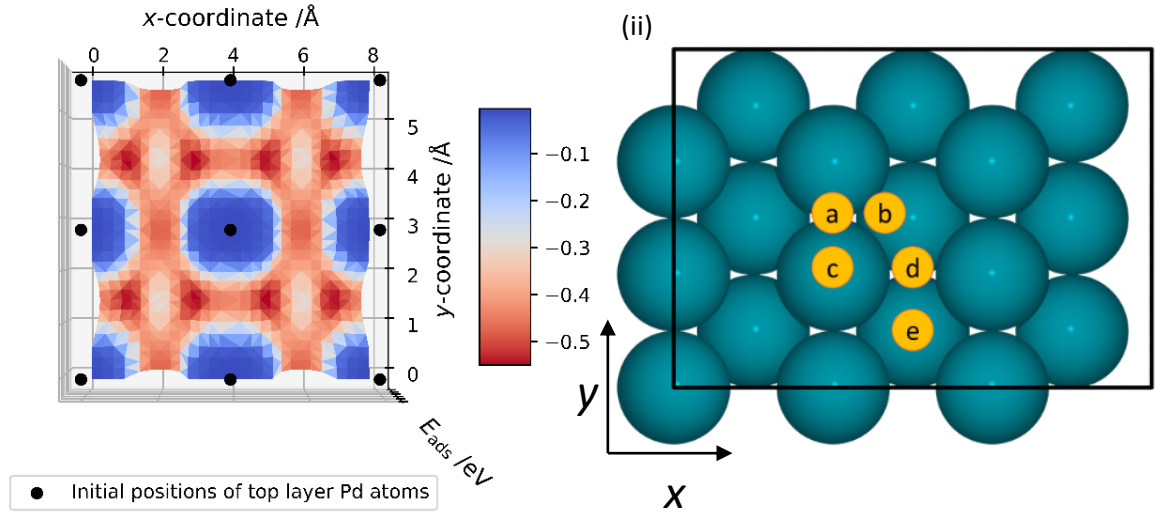 x-coordinate /Å
0 2 4 6 8
5
4
3
2
1
0
y-coordinate /Å
E_ads /eV
−0.1
−0.2
−0.3
−0.4
−0.5
Initial positions of top layer Pd atoms
(ii)
a b
c d
e
y
x